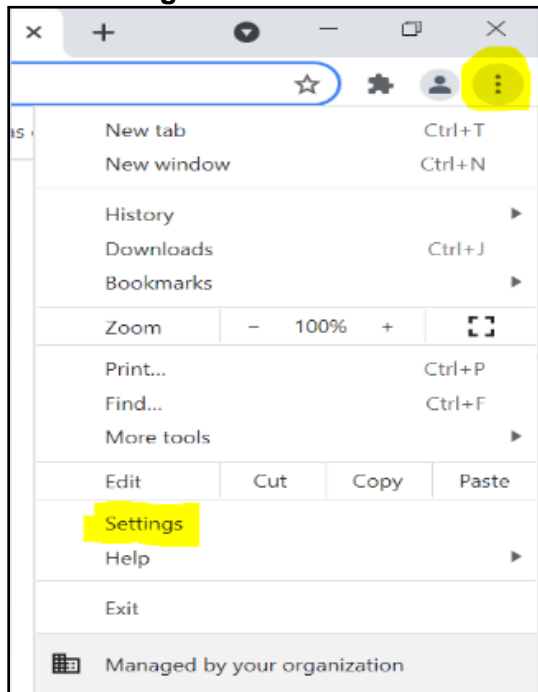 New tab Ctrl+T
New window Ctrl+N
History
Downloads Ctrl+J
Bookmarks
Zoom - 100% +
Print... Ctrl+P
Find... Ctrl+F
More tools
Edit Cut Copy Paste
Settings
Help
Exit
Managed by your organization